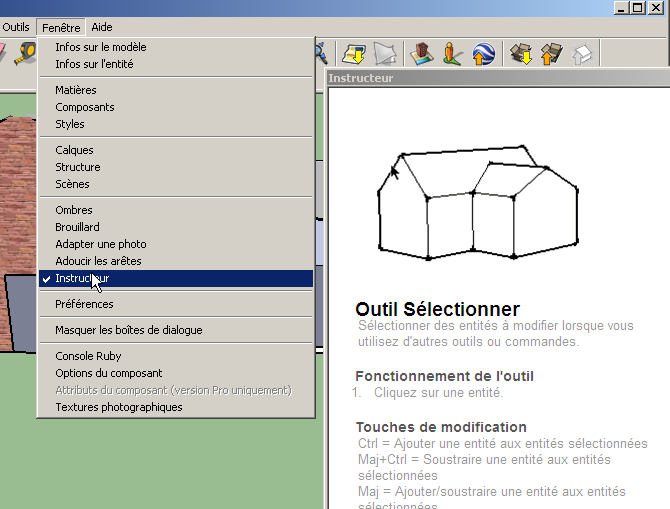 Outils Fenêtre Aide
Infos sur le modèle
Infos sur l'entité
Matières
Composants
Styles
Calques
Structure
Scènes
Ombres
Brouillard
Adapter une photo
Adoucir les arêtes
Instructeur
Préférences
Masquer les boîtes de dialogue
Console Ruby
Options du composant
Attributs du composant (version Pro uniquement)
Textures photographiques
Instructeur
Outil Sélectionner
Sélectionner des entités à modifier lorsque vous
utilisez d'autres outils ou commandes.
Fonctionnement de l'outil
1. Cliquez sur une entité.
Touches de modification
Ctrl = Ajouter une entité aux entités sélectionnées
Maj+Ctrl = Soustraire une entité aux entités
sélectionnées
Maj = Ajouter/soustraire une entité aux entités
sélectionnées